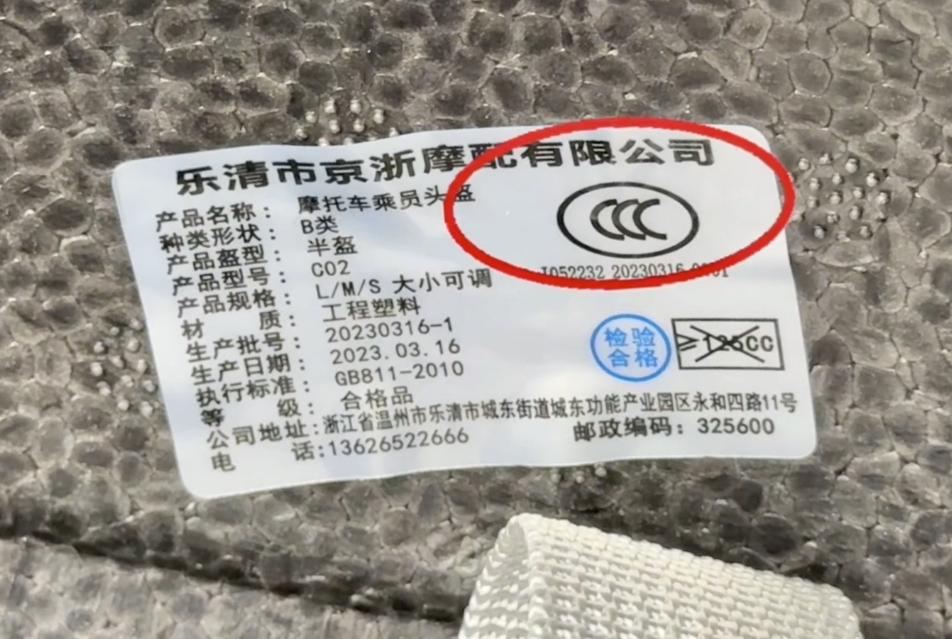 乐清市京浙摩配有限公司
产品名称：摩托车乘员头盔
种类形状：B类
产品盔型：半盔
产品型号：C02
产品规格：L/M/S 大小可调
材 质：工程塑料
生产批号：20230316-1
生产日期：2023.03.16
执行标准：GB811-2010
等 级：合格品
公司地址:浙江省温州市乐清市城东街道城东功能产业园区永和四路11号
电 话:13626522666
邮政编码：325600
CCC
J052232 20230316
检验
合格
≥125CC